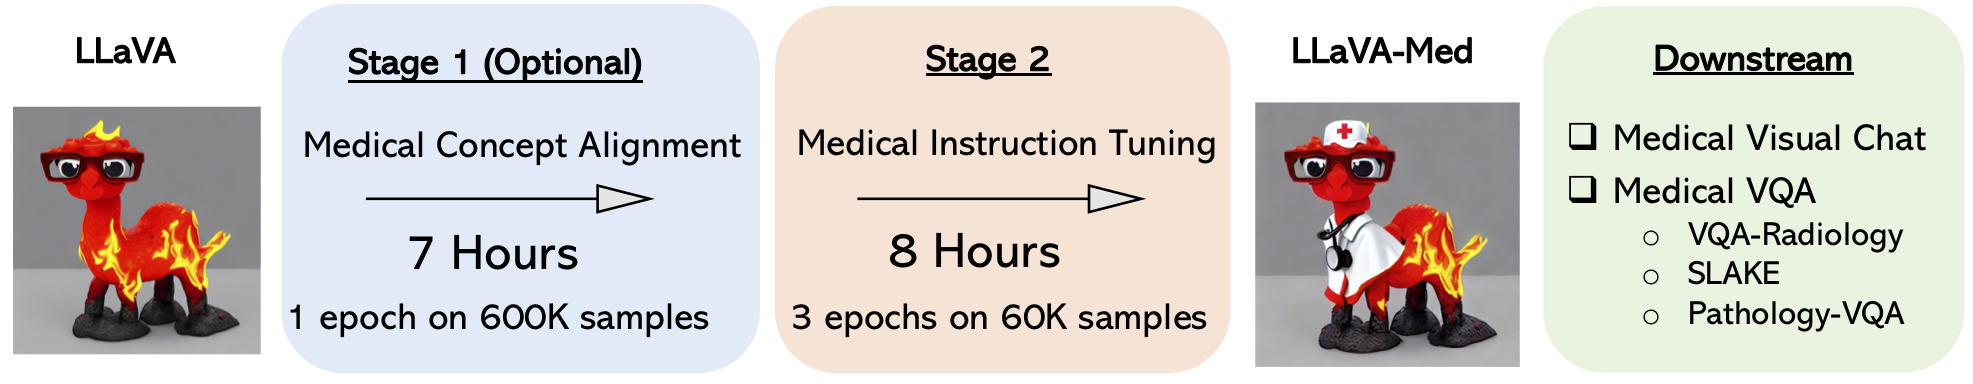 LLaVA
Stage 1 (Optional)
Medical Concept Alignment
7 Hours
1 epoch on 600K samples
Stage 2
Medical Instruction Tuning
8 Hours
3 epochs on 60K samples
LLaVA-Med
Downstream
❑ Medical Visual Chat
❑ Medical VQA
○ VQA-Radiology
○ SLAKE
○ Pathology-VQA